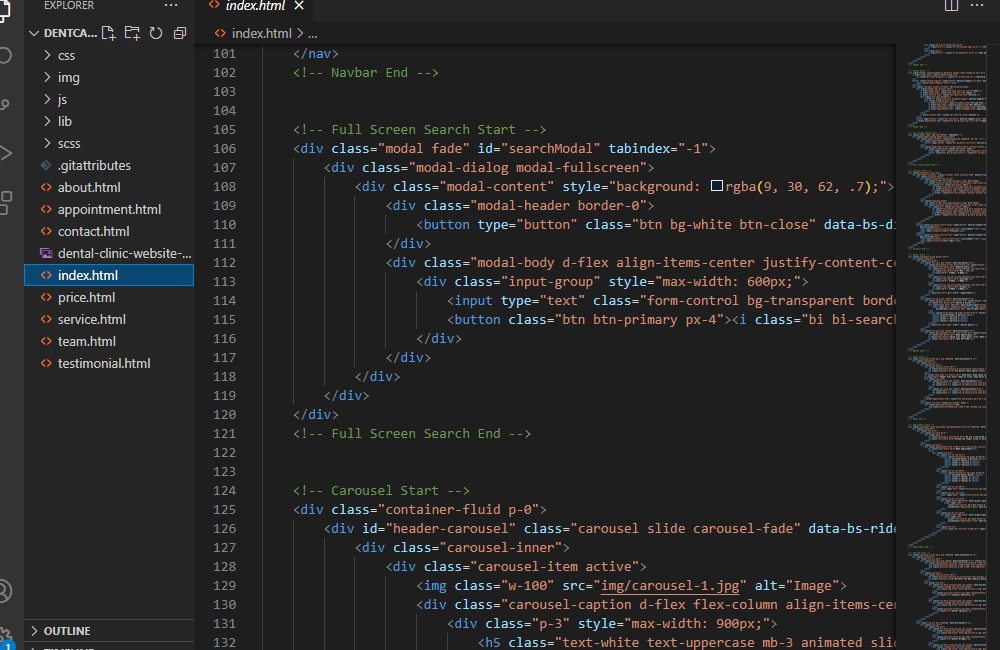 EXPLORER
DENTCA...
css
img
js
lib
scss
.gitattributes
about.html
appointment.html
contact.html
dental-clinic-website-...
index.html
price.html
service.html
team.html
testimonial.html
OUTLINE
1
index.html
index.html > ...
101 </nav>
102 <!-- Navbar End -->
103
104
105 <!-- Full Screen Search Start -->
106 <div class="modal fade" id="searchModal" tabindex="-1">
107 <div class="modal-dialog modal-fullscreen">
108 <div class="modal-content" style="background: rgba(9, 30, 62, .7);">
109 <div class="modal-header border-0">
110 <button type="button" class="btn bg-white btn-close" data-bs-di
111 </div>
112 <div class="modal-body d-flex align-items-center justify-content-ce
113 <div class="input-group" style="max-width: 600px;">
114 <input type="text" class="form-control bg-transparent borde
115 <button class="btn btn-primary px-4"><i class="bi bi-search
116 </div>
117 </div>
118 </div>
119 </div>
120 </div>
121 <!-- Full Screen Search End -->
122
123
124 <!-- Carousel Start -->
125 <div class="container-fluid p-0">
126 <div id="header-carousel" class="carousel slide carousel-fade" data-bs-ride
127 <div class="carousel-inner">
128 <div class="carousel-item active">
129 <img class="w-100" src="img/carousel-1.jpg" alt="Image">
130 <div class="carousel-caption d-flex flex-column align-items-cen
131 <div class="p-3" style="max-width: 900px;">
132 <h5 class="text-white text-uppercase mb-3 animated slid